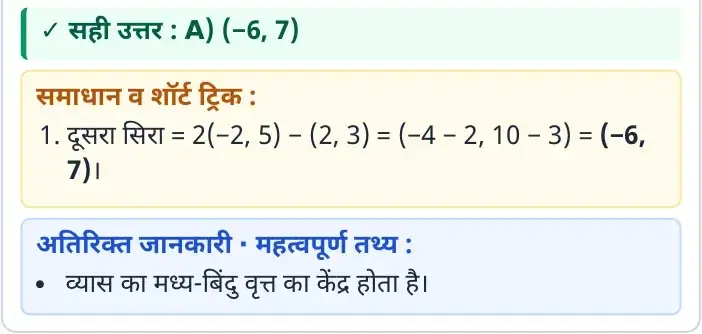 ✓ सही उत्तर : A) (−6, 7)
समाधान व शॉर्ट ट्रिक :
1. दूसरा सिरा = 2(−2, 5) − (2, 3) = (−4 − 2, 10 − 3) = (−6,
7)।
अतिरिक्त जानकारी · महत्वपूर्ण तथ्य :
• व्यास का मध्य-बिंदु वृत्त का केंद्र होता है।